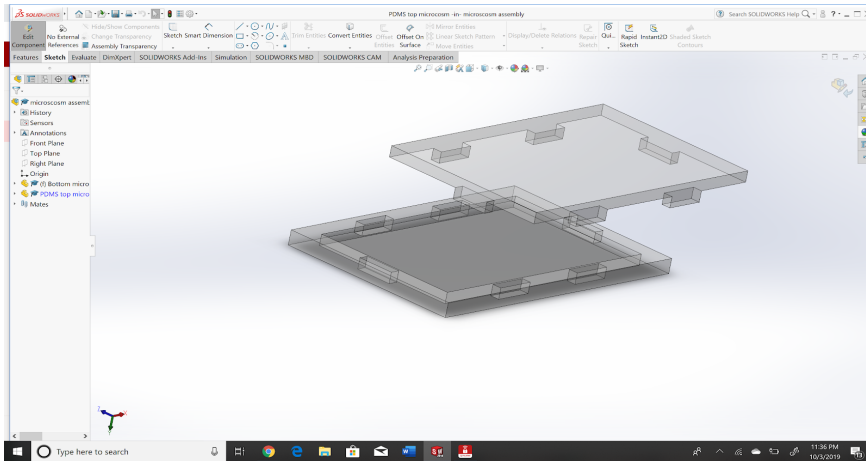 SOLIDWORKS
PDMS top microcosm -in- microscosm assembly
Search SOLIDWORKS Help
Edit Component
No External References
Hide/Show Components
Change Transparency
Assembly Transparency
Sketch
Smart Dimension
Trim Entities
Convert Entities
Offset Entities
Offset On Surface
Mirror Entities
Linear Sketch Pattern
Move Entities
Display/Delete Relations
Repair Sketch
Qui...
Rapid Sketch
Instant2D
Shaded Sketch Contours
Features
Sketch
Evaluate
DimXpert
SOLIDWORKS Add-Ins
Simulation
SOLIDWORKS MBD
SOLIDWORKS CAM
Analysis Preparation
microscosm assembl
History
Sensors
Annotations
Front Plane
Top Plane
Right Plane
Origin
(f) Bottom micro
PDMS top micro
Mates
Type here to search
11:36 PM
10/3/2019